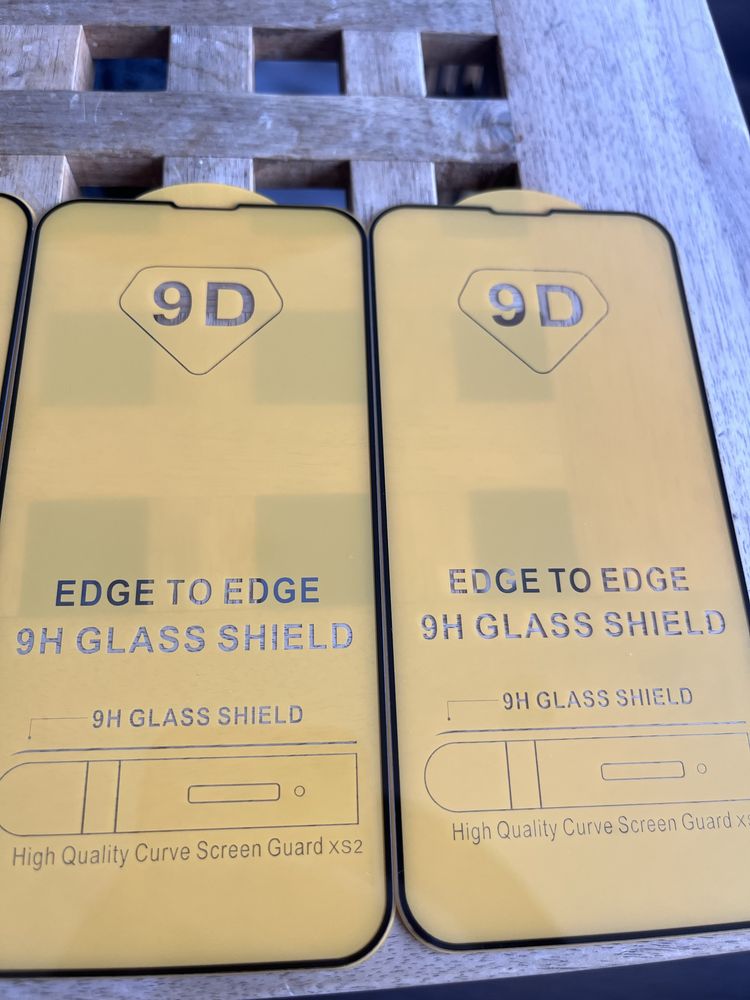 9D
EDGE TO EDGE
9H GLASS SHIELD
9H GLASS SHIELD
High Quality Curve Screen Guard XS2
9D
EDGE TO EDGE
9H GLASS SHIELD
9H GLASS SHIELD
High Quality Curve Screen Guard